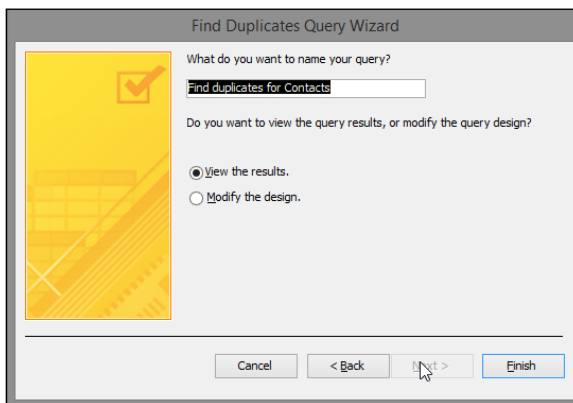 Find Duplicates Query Wizard
What do you want to name your query?
Find duplicates for Contacts
Do you want to view the query results, or modify the query design?
View the results.
Modify the design.
Cancel
< Back
Next >
Finish